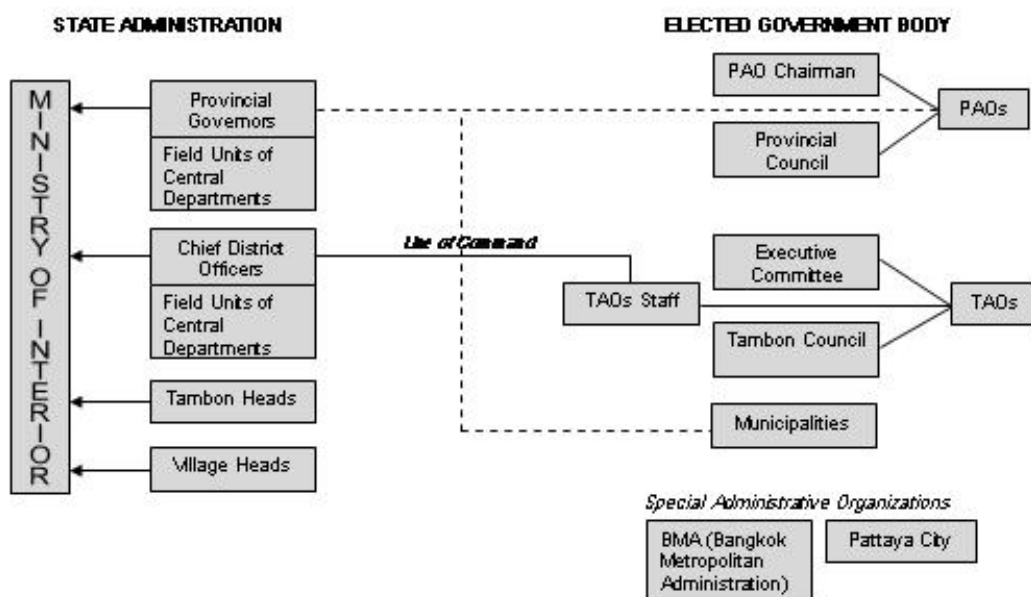 STATE ADMINISTRATION
ELECTED GOVERNMENT BODY
MINISTRY OF INTERIOR
Provincial
Governors
Field Units of
Central
Departments
Chief District
Officers
Field Units of
Central
Departments
Tambon Heads
Village Heads
Line of Command
PAO Chairman
PAOs
Provincial
Council
Executive
Committee
TAOs Staff
TAOs
Tambon Council
Municipalities
Special Administrative Organizations
BMA (Bangkok
Metropolitan
Administration)
Pattaya City